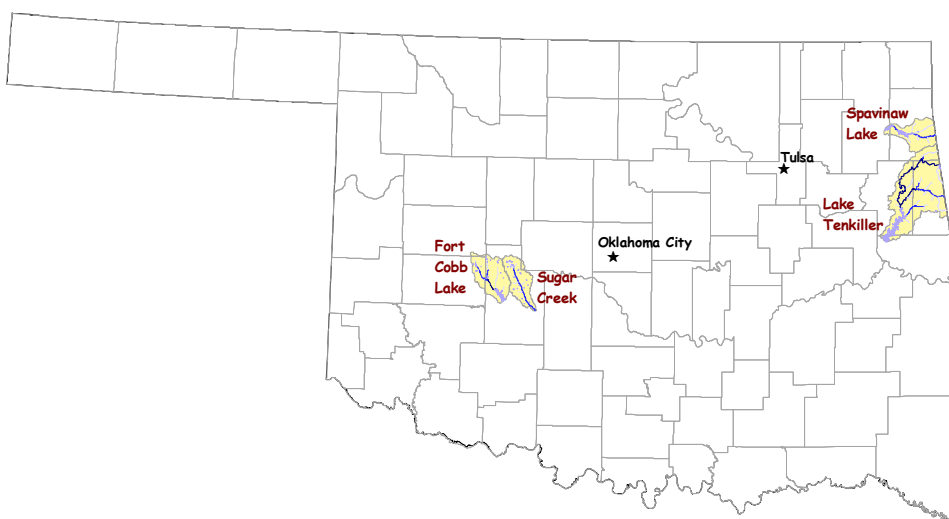 Spavinaw
Lake
Tulsa
Lake
Tenkiller
Oklahoma City
Fort
Cobb
Lake
Sugar
Creek